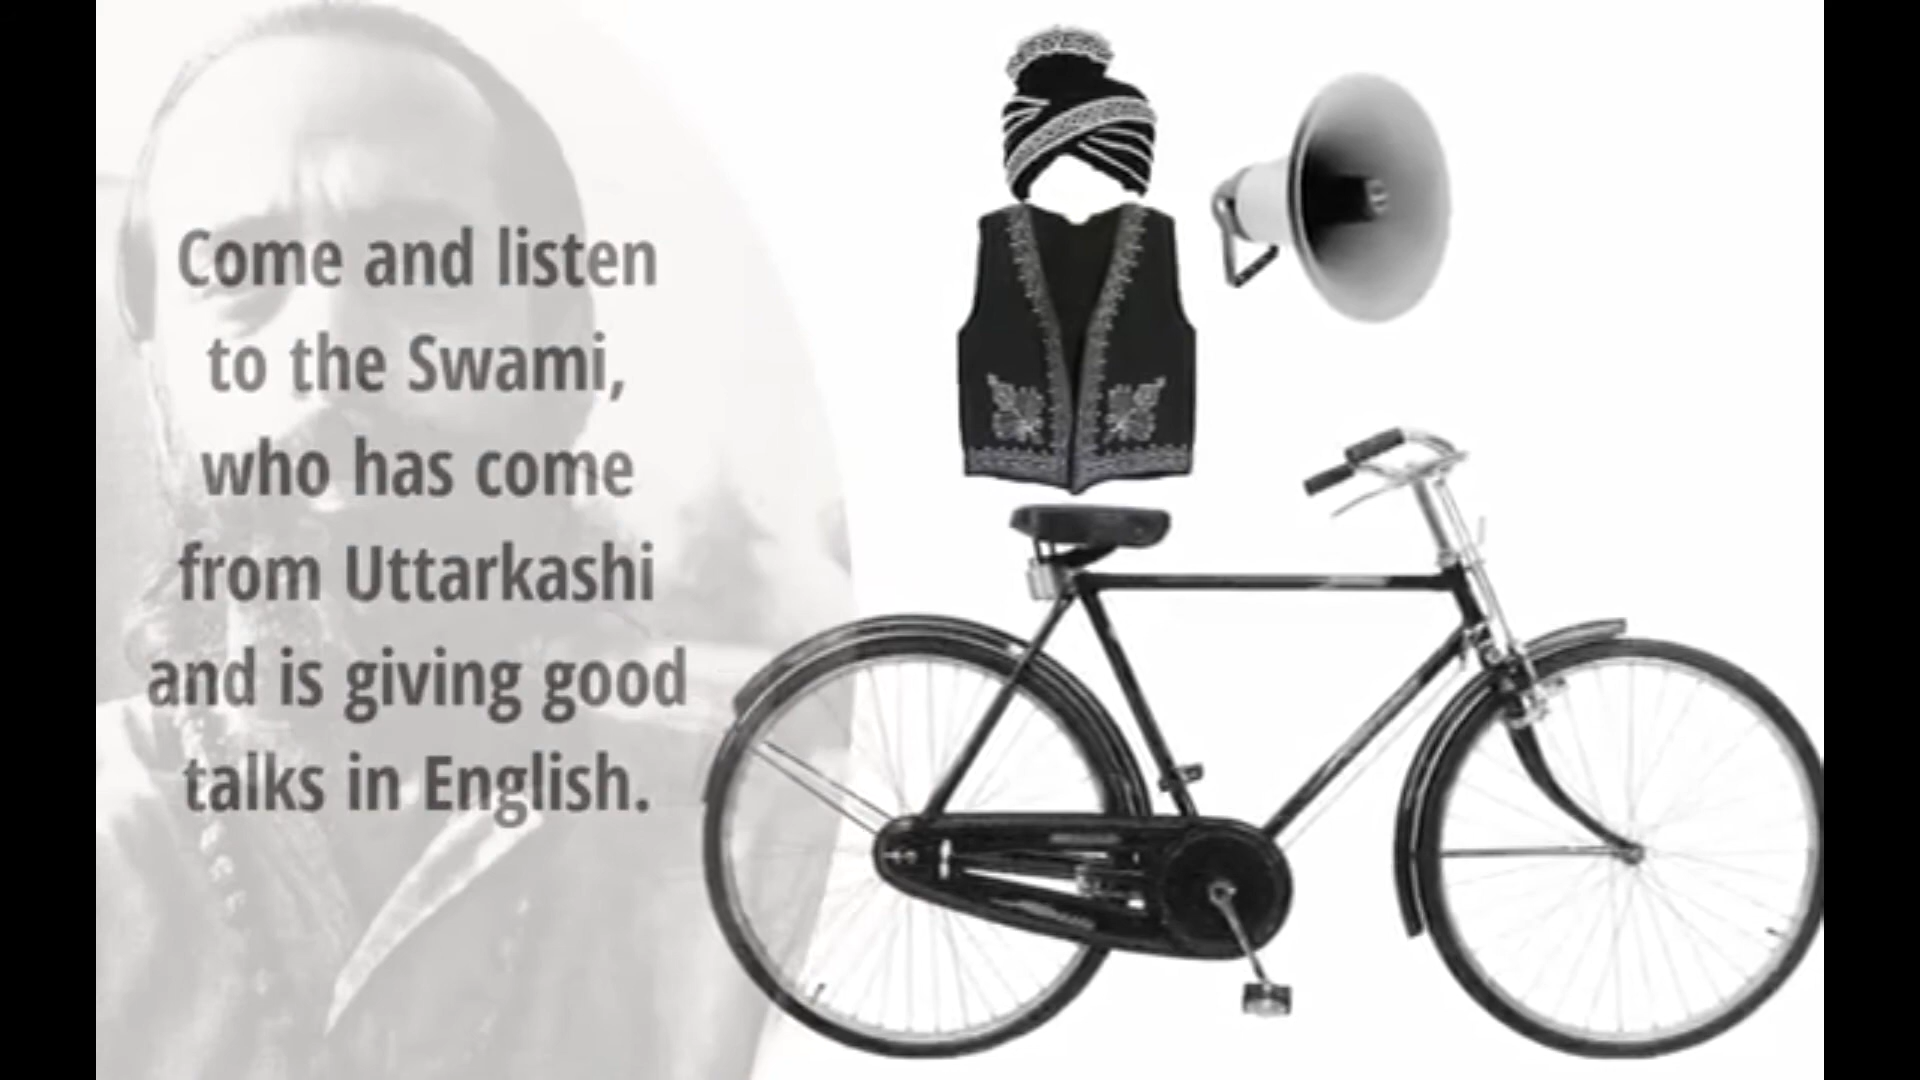 Come and listen
to the Swami,
who has come
from Uttarkashi
and is giving good
talks in English.